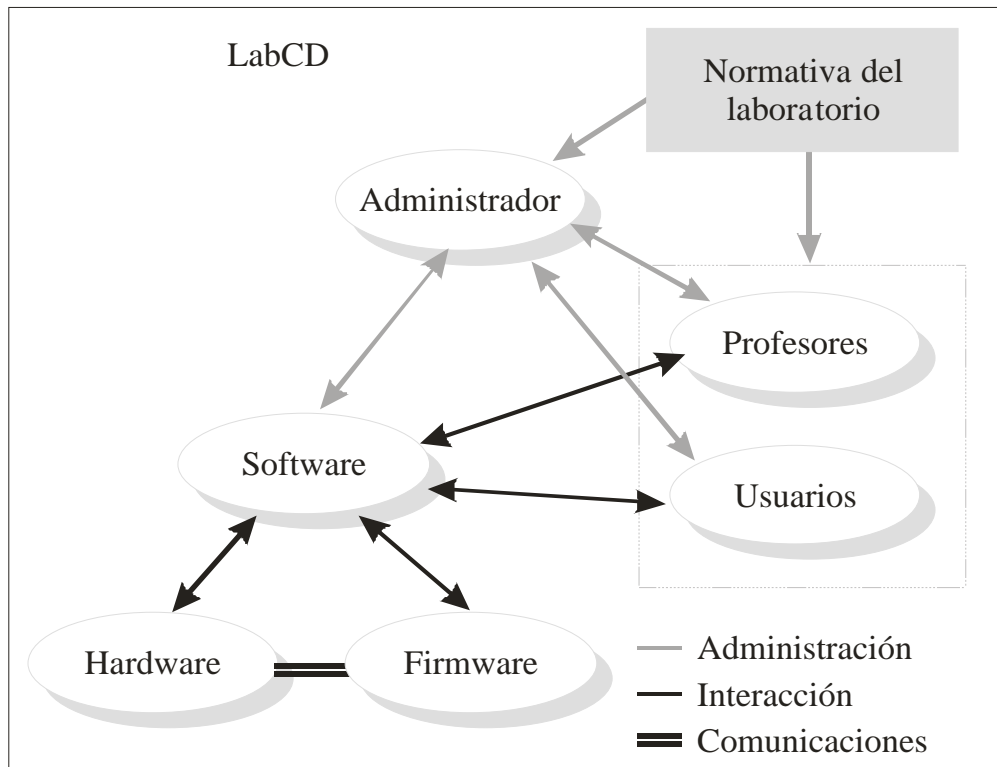 LabCD
Normativa del
laboratorio
Administrador
Profesores
Software
Usuarios
Hardware
Firmware
Administración
Interacción
Comunicaciones